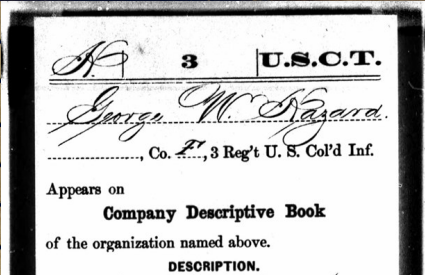 H. 3 U.S.C.T.
George W. Hazard.
, Co. F, 3 Reg't U. S. Col'd Inf.
Appears on
Company Descriptive Book
of the organization named above.
DESCRIPTION.